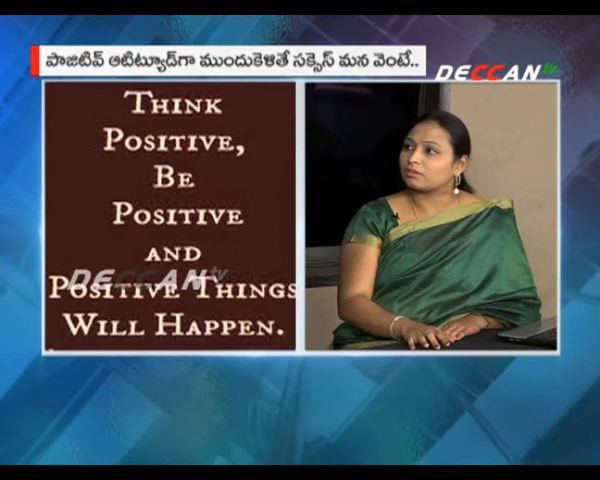 పాజిటివ్ ఆటిట్యూడ్‌గా ముందుకెళితే సక్సెస్ మన వెంటే..
DECCAN tv
THINK
POSITIVE,
BE
POSITIVE
AND
DECCAN tv
POSITIVE THINGS
WILL HAPPEN.